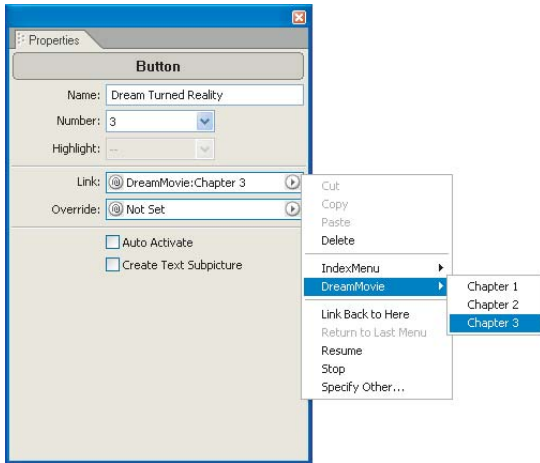 Properties
Button
Name: Dream Turned Reality
Number: 3
Highlight: --
Link: DreamMovie:Chapter 3
Override: Not Set
Auto Activate
Create Text Subpicture
Cut
Copy
Paste
Delete
IndexMenu
DreamMovie
Chapter 1
Chapter 2
Chapter 3
Link Back to Here
Return to Last Menu
Resume
Stop
Specify Other...